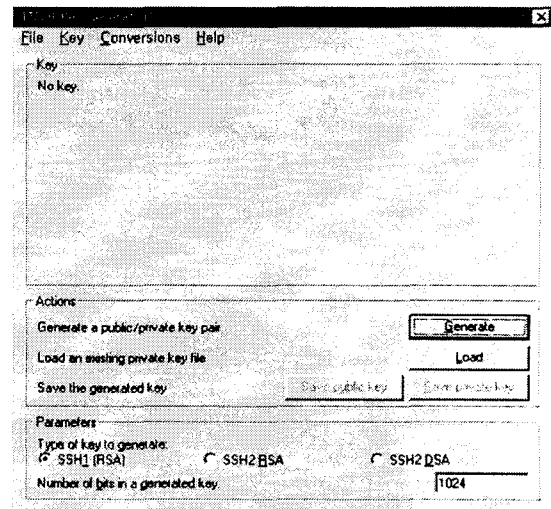 File Key Conversions Help
Key
No key.
Actions
Generate a public/private key pair
Generate
Load an existing private key file
Load
Save the generated key
Save public key
Save private key
Parameters
Type of key to generate:
SSH1 (RSA)
SSH2 RSA
SSH2 DSA
Number of bits in a generated key:
1024